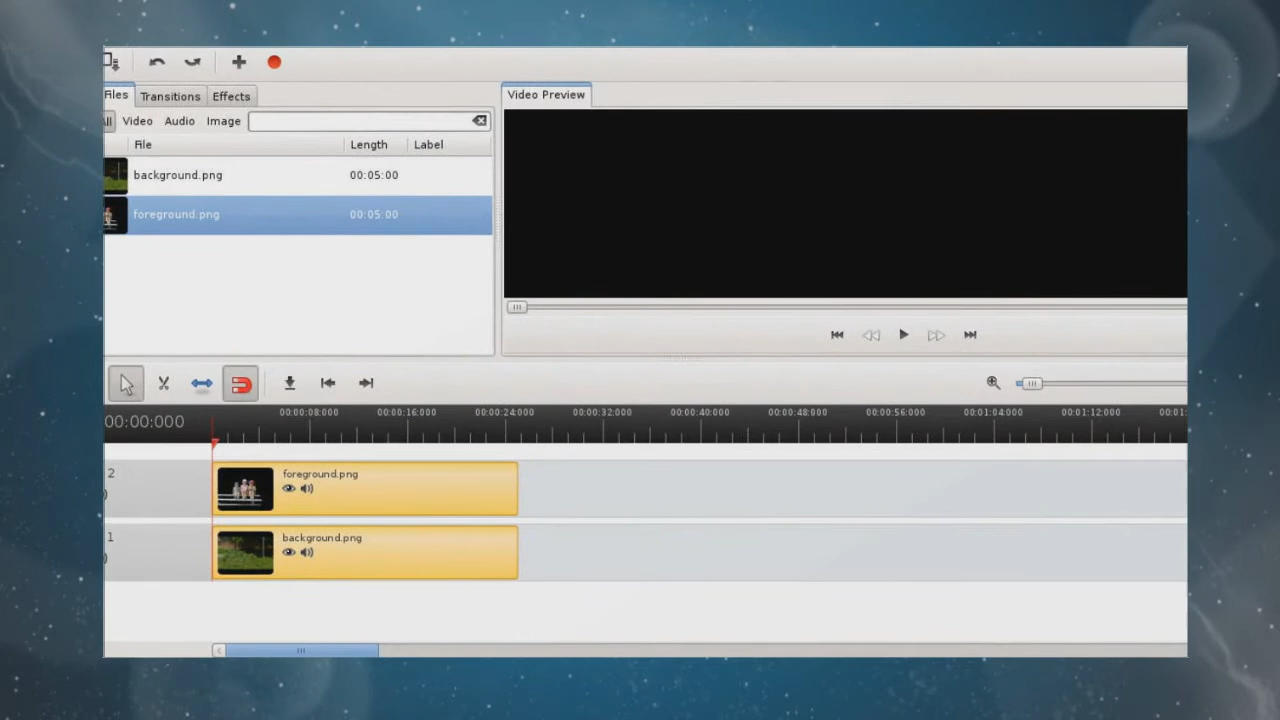 Files Transitions Effects
Video Preview
All Video Audio Image
File Length Label
background.png 00:05:00
foreground.png 00:05:00
00:00:000
00:00:08:000 00:00:16:000 00:00:24:000 00:00:32:000 00:00:40:000 00:00:48:000 00:00:56:000 00:01:04:000 00:01:12:000 00:01:
2
foreground.png
1
background.png